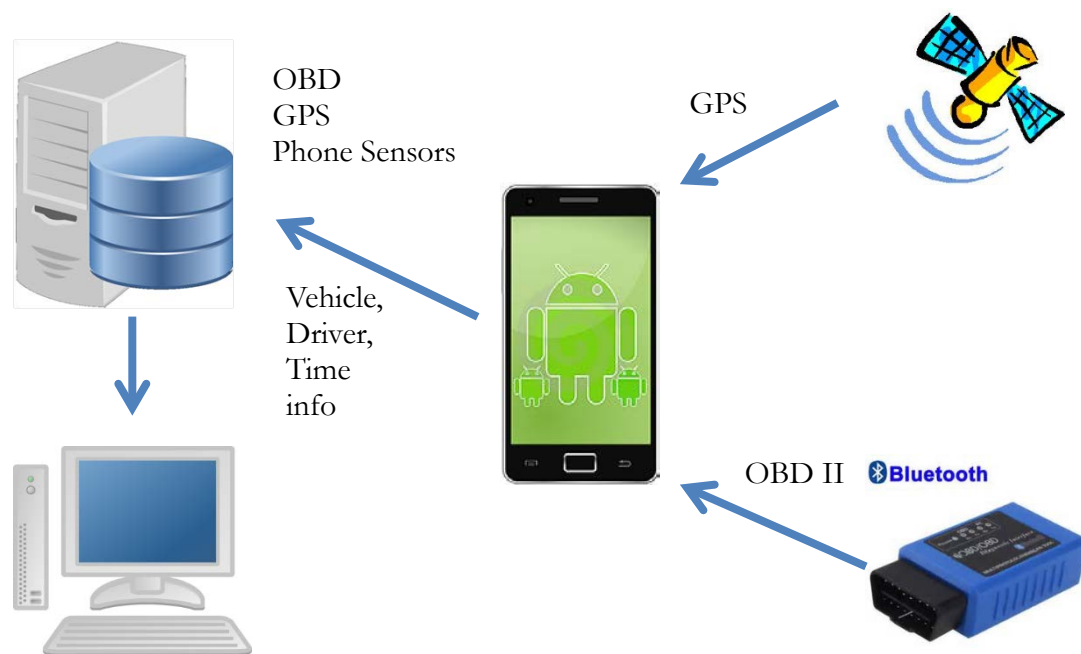 OBD
GPS
Phone Sensors
GPS
Vehicle,
Driver,
Time
info
OBD II
Bluetooth